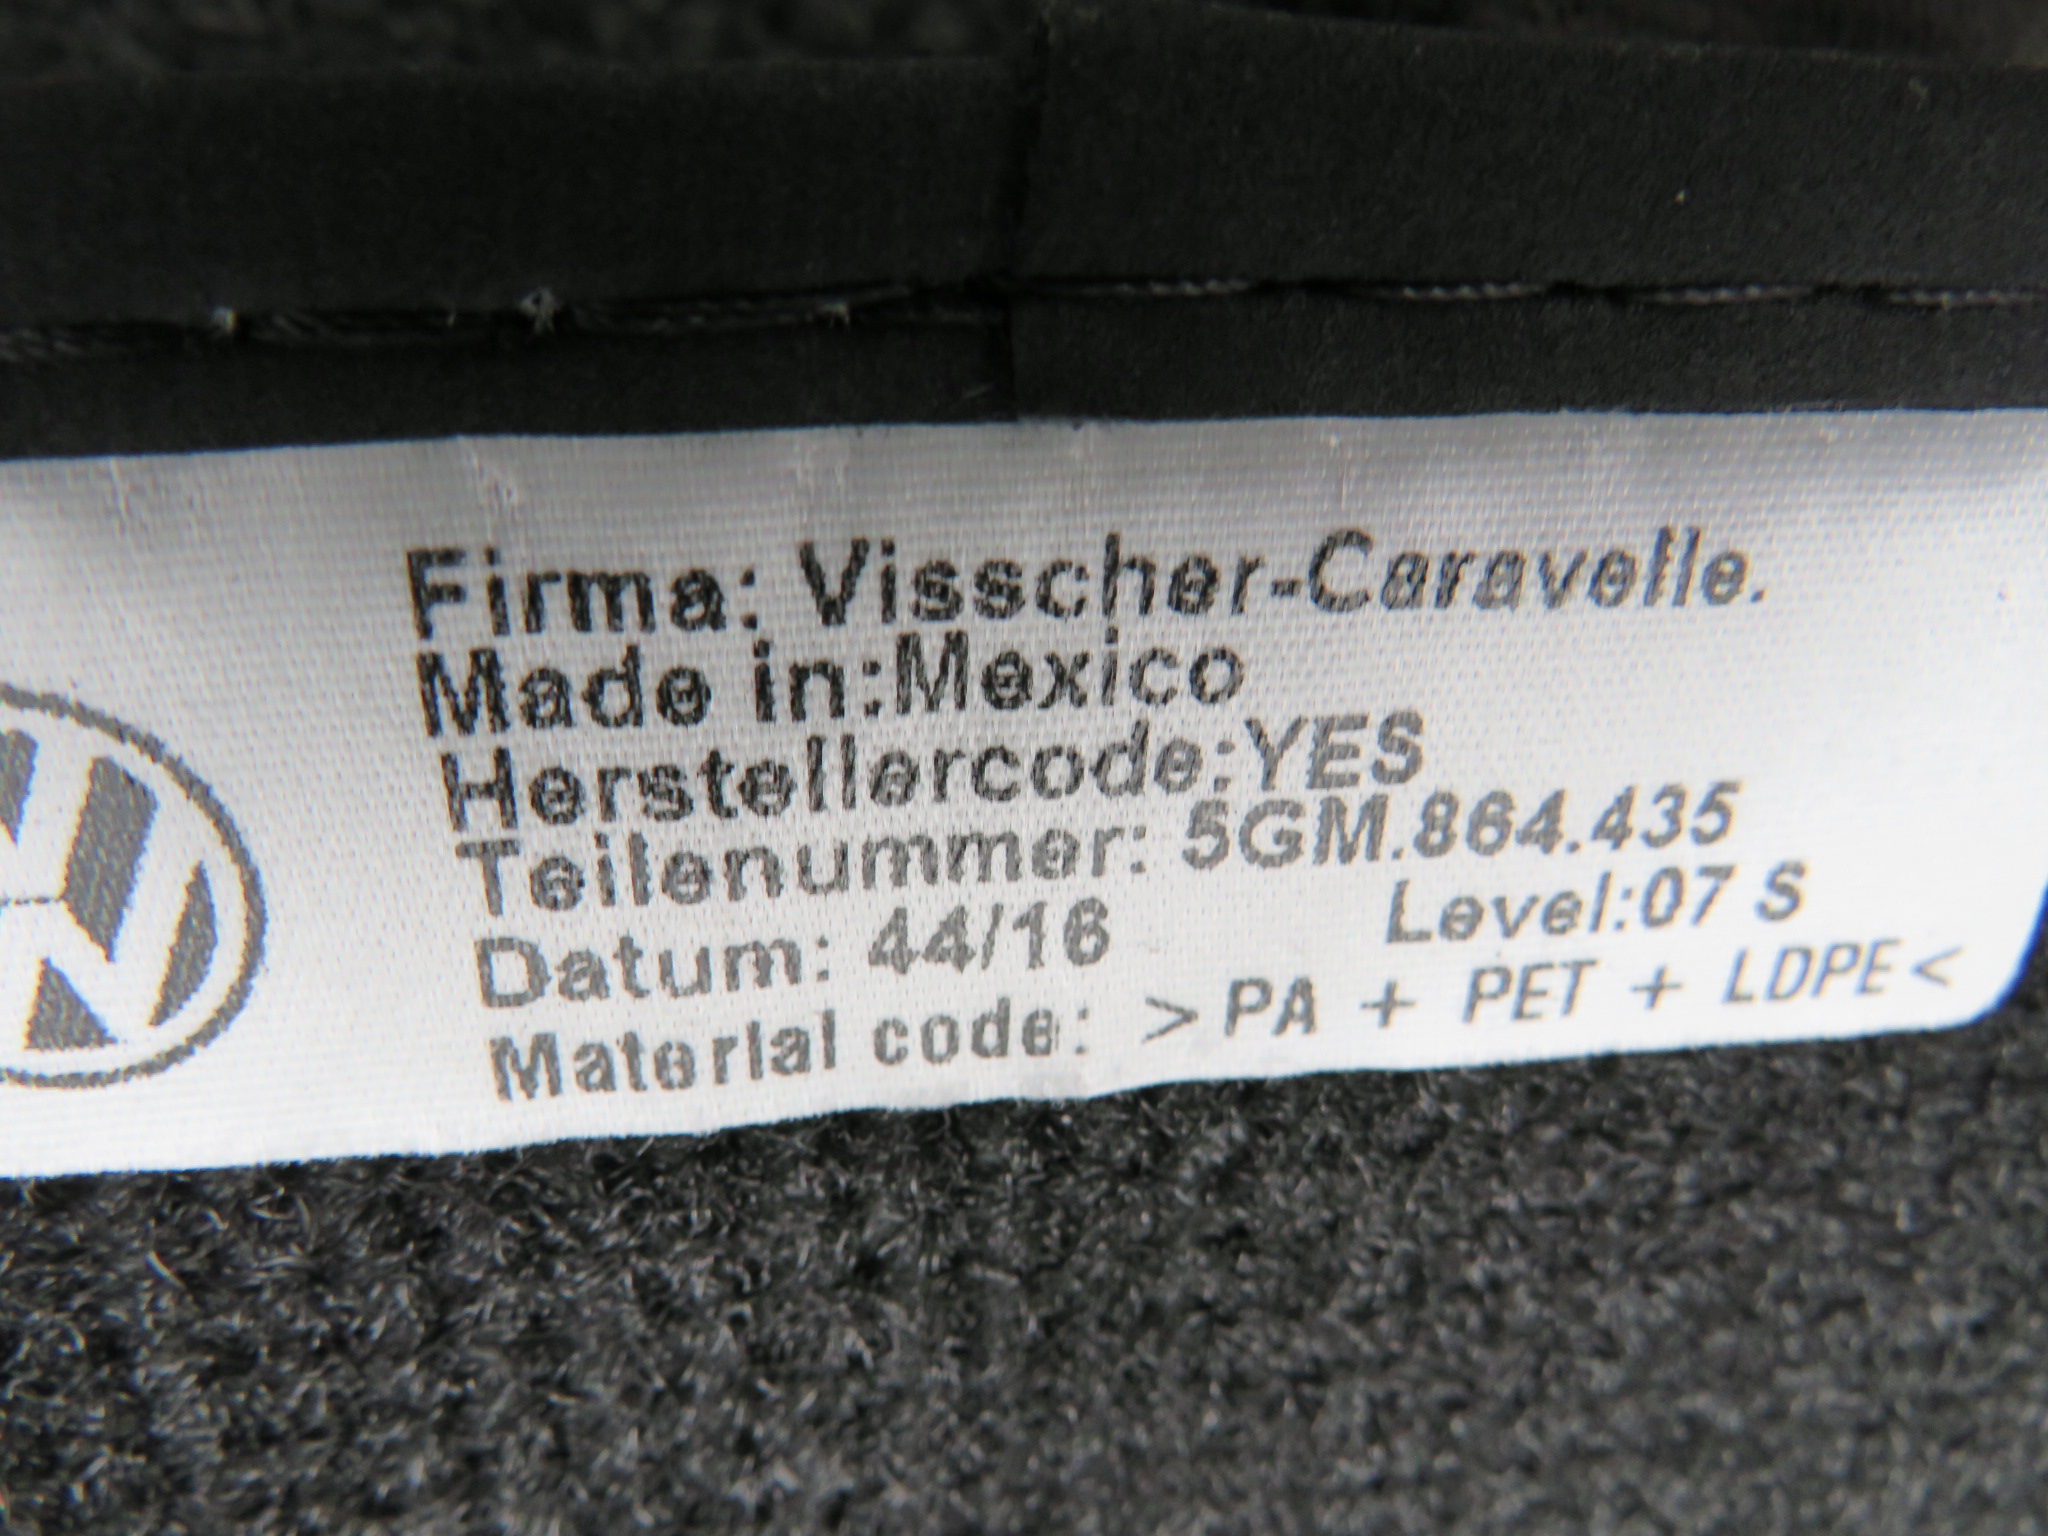 Firma: Visscher-Caravelle.
Made in:Mexico
Herstellercode:YES
Teilenummer: 5GM.864.435
Datum: 44/16 Level:07 S
Material code: >PA + PET + LDPE<